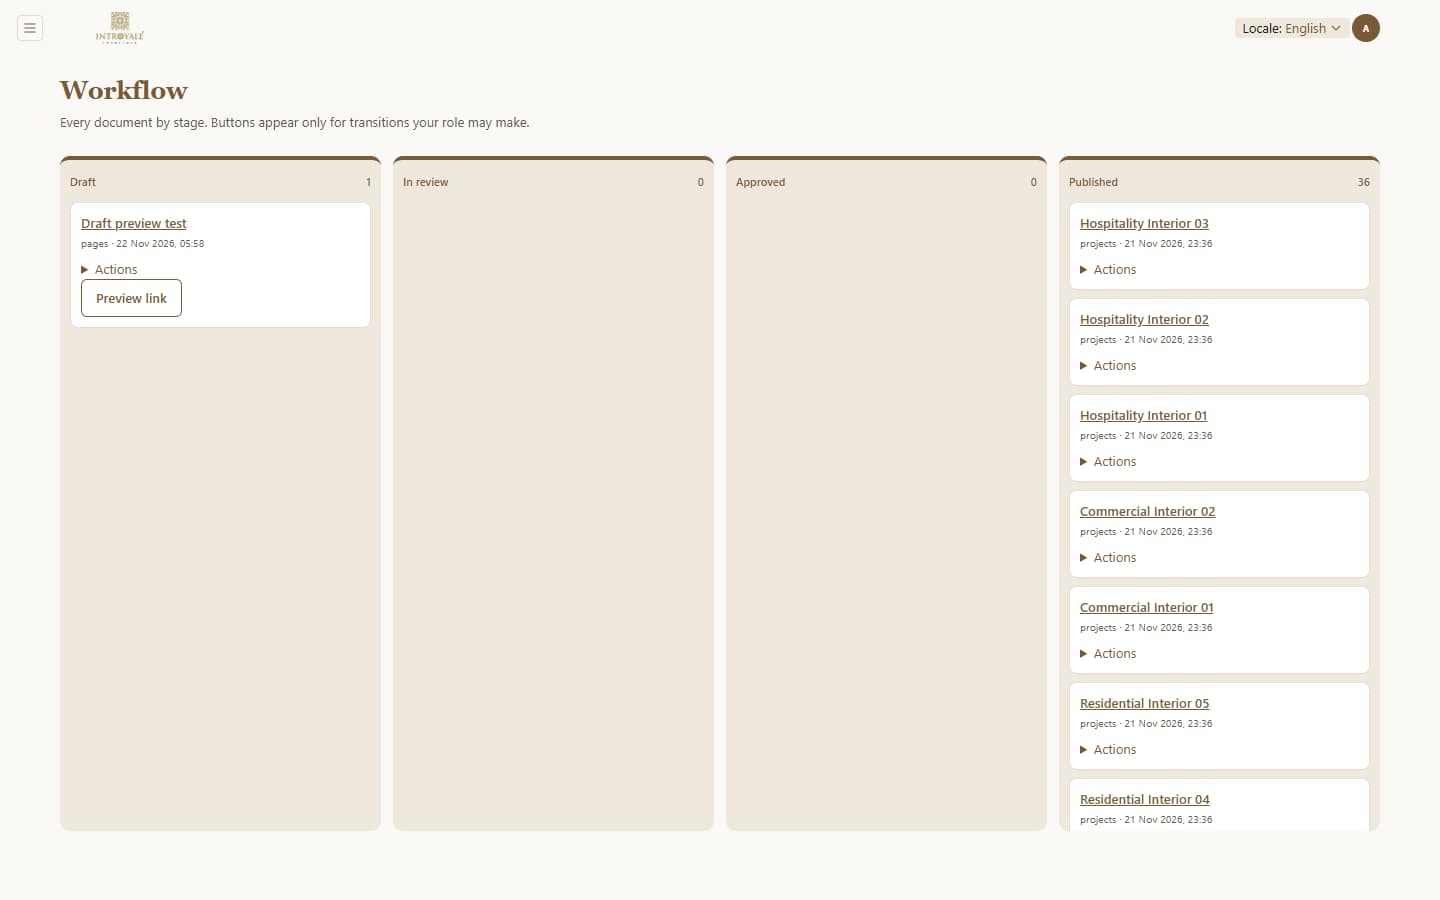 INTROYALÉ
Locale: English
A
Workflow
Every document by stage. Buttons appear only for transitions your role may make.
Draft 1
Draft preview test
pages · 22 Nov 2026, 05:58
Actions
Preview link
In review 0
Approved 0
Published 36
Hospitality Interior 03
projects · 21 Nov 2026, 23:36
Actions
Hospitality Interior 02
projects · 21 Nov 2026, 23:36
Actions
Hospitality Interior 01
projects · 21 Nov 2026, 23:36
Actions
Commercial Interior 02
projects · 21 Nov 2026, 23:36
Actions
Commercial Interior 01
projects · 21 Nov 2026, 23:36
Actions
Residential Interior 05
projects · 21 Nov 2026, 23:36
Actions
Residential Interior 04
projects · 21 Nov 2026, 23:36